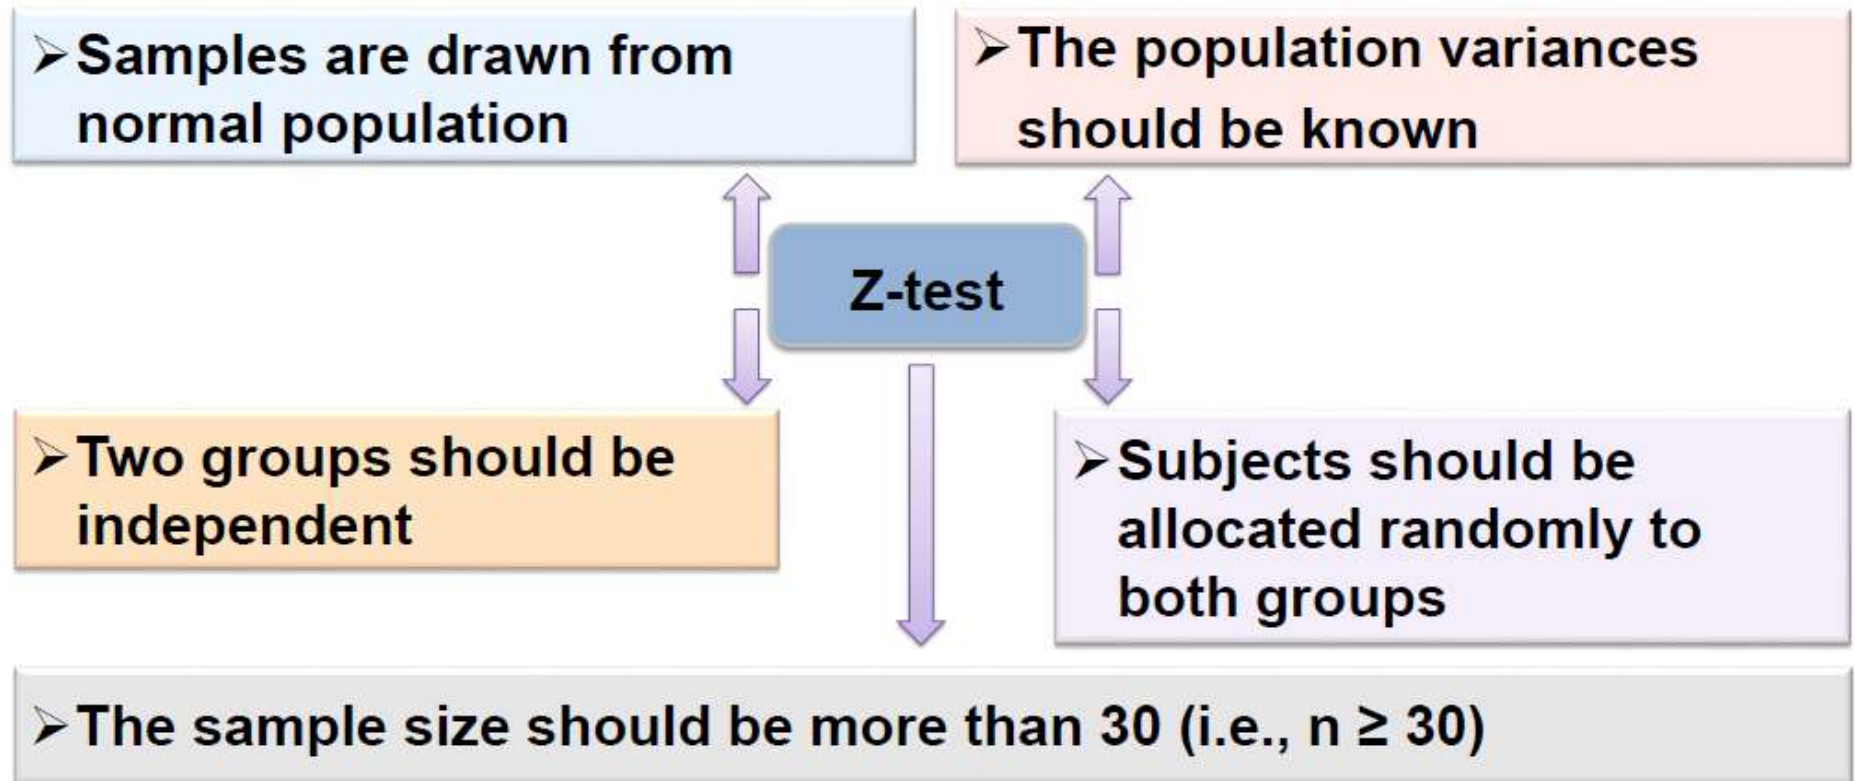 ➢Samples are drawn from
normal population
➢The population variances
should be known
Z-test
➢Two groups should be
independent
➢Subjects should be
allocated randomly to
both groups
➢The sample size should be more than 30 (i.e., n ≥ 30)